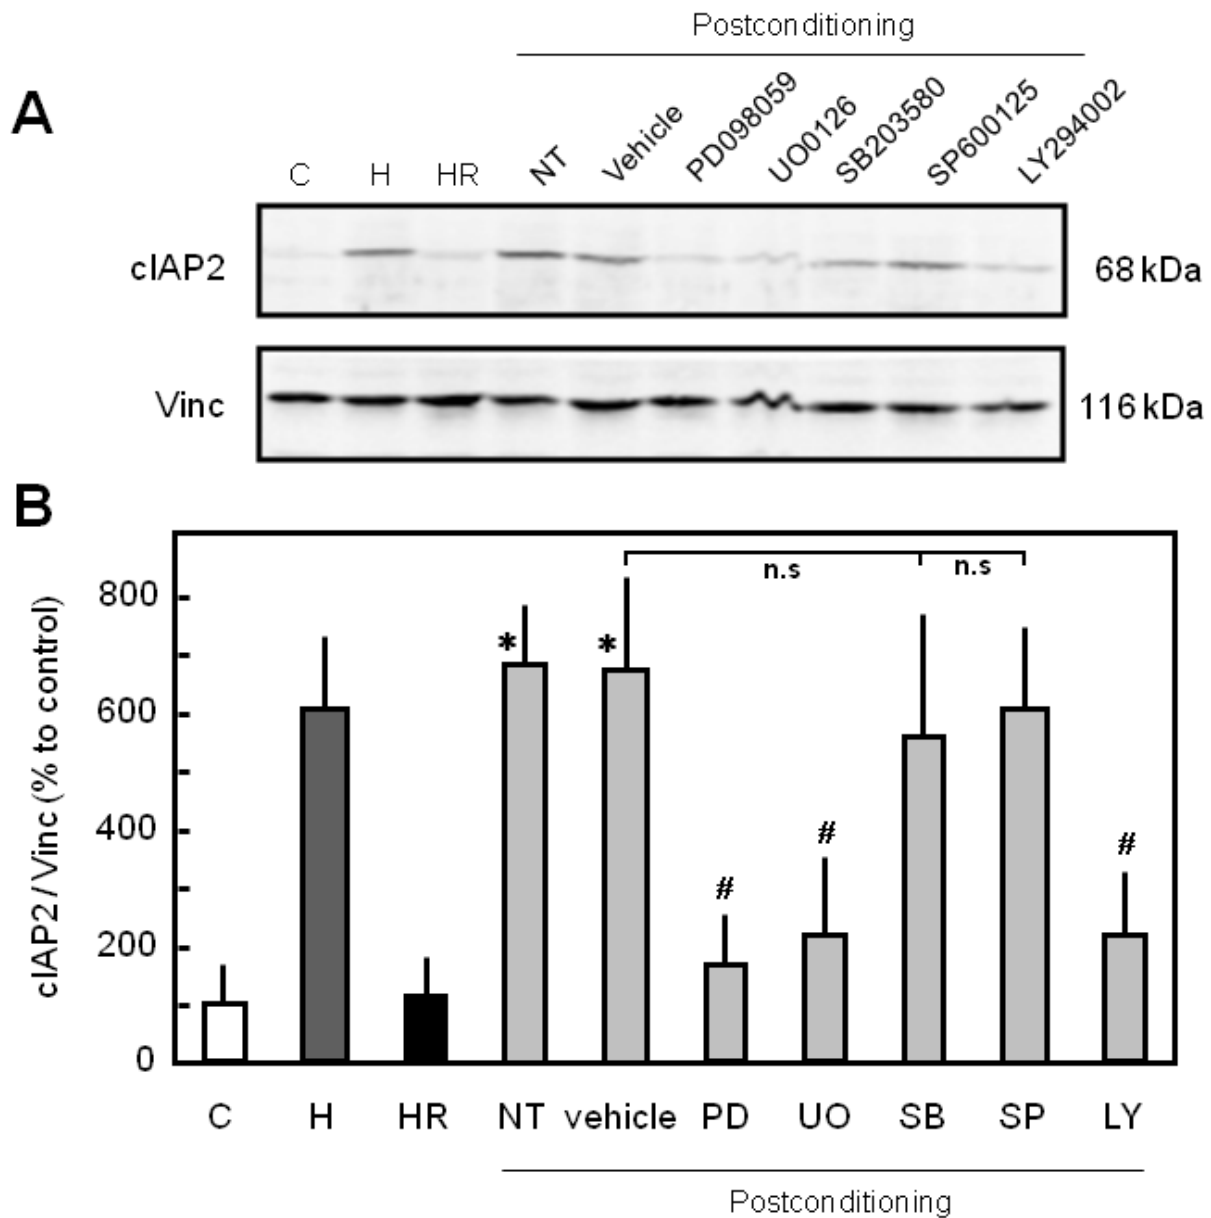 Postconditioning
A
C H HR NT Vehicle PD098059 UO0126 SB203580 SP600125 LY294002
cIAP2 68 kDa
Vinc 116 kDa
B
cIAP2 / Vinc (% to control)
n.s n.s
800
* *
600
400
# # #
200
0
C H HR NT vehicle PD UO SB SP LY
Postconditioning